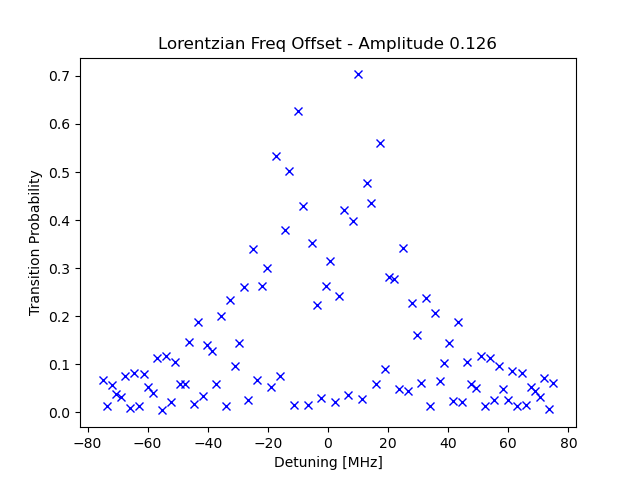 Lorentzian Freq Offset - Amplitude 0.126
0.7
0.6
0.5
0.4
0.3
0.2
0.1
0.0
Transition Probability
−80 −60 −40 −20 0 20 40 60 80
Detuning [MHz]